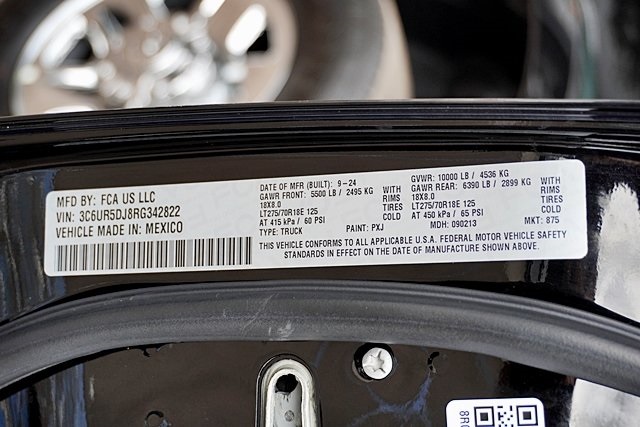 MFD BY: FCA US LLC
VIN: 3C6UR5DJ8RG342822
VEHICLE MADE IN: MEXICO
DATE OF MFR (BUILT): 9-24
GAWR FRONT: 5500 LB / 2495 KG
18X8.0 RIMS
LT275/70R18E 125 TIRES
AT 415 kPa / 60 PSI COLD
TYPE: TRUCK PAINT: PXJ
GVWR: 10000 LB / 4536 KG
GAWR REAR: 6390 LB / 2899 KG
18X8.0 RIMS
LT275/70R18E 125 TIRES
AT 450 kPa / 65 PSI COLD
MDH: 090213 MKT: 875
THIS VEHICLE CONFORMS TO ALL APPLICABLE U.S.A. FEDERAL MOTOR VEHICLE SAFETY
STANDARDS IN EFFECT ON THE DATE OF MANUFACTURE SHOWN ABOVE.